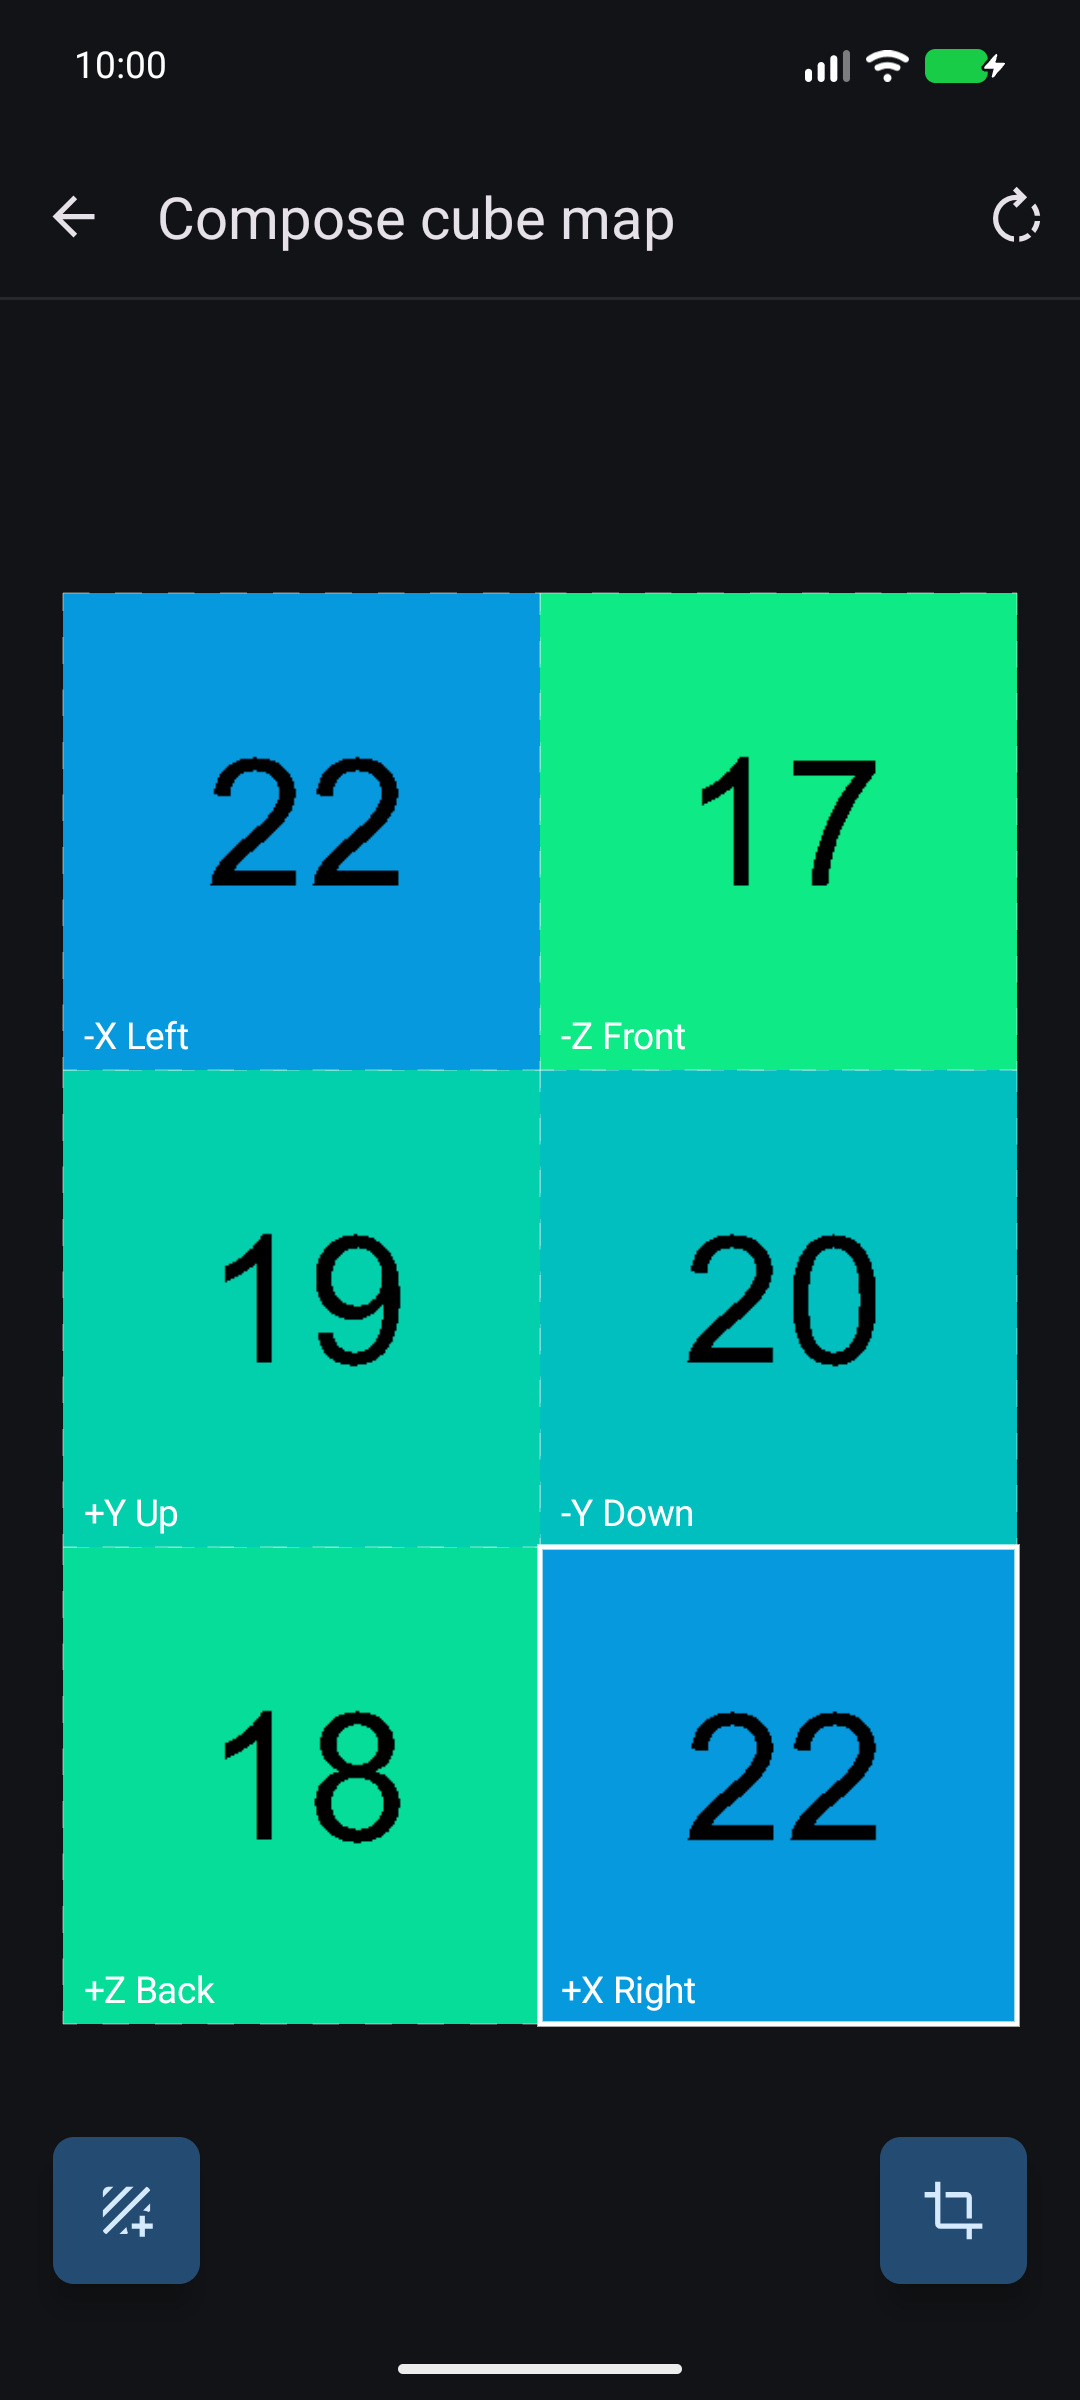 10:00
Compose cube map
22
17
-X Left
-Z Front
19
20
+Y Up
-Y Down
18
22
+Z Back
+X Right